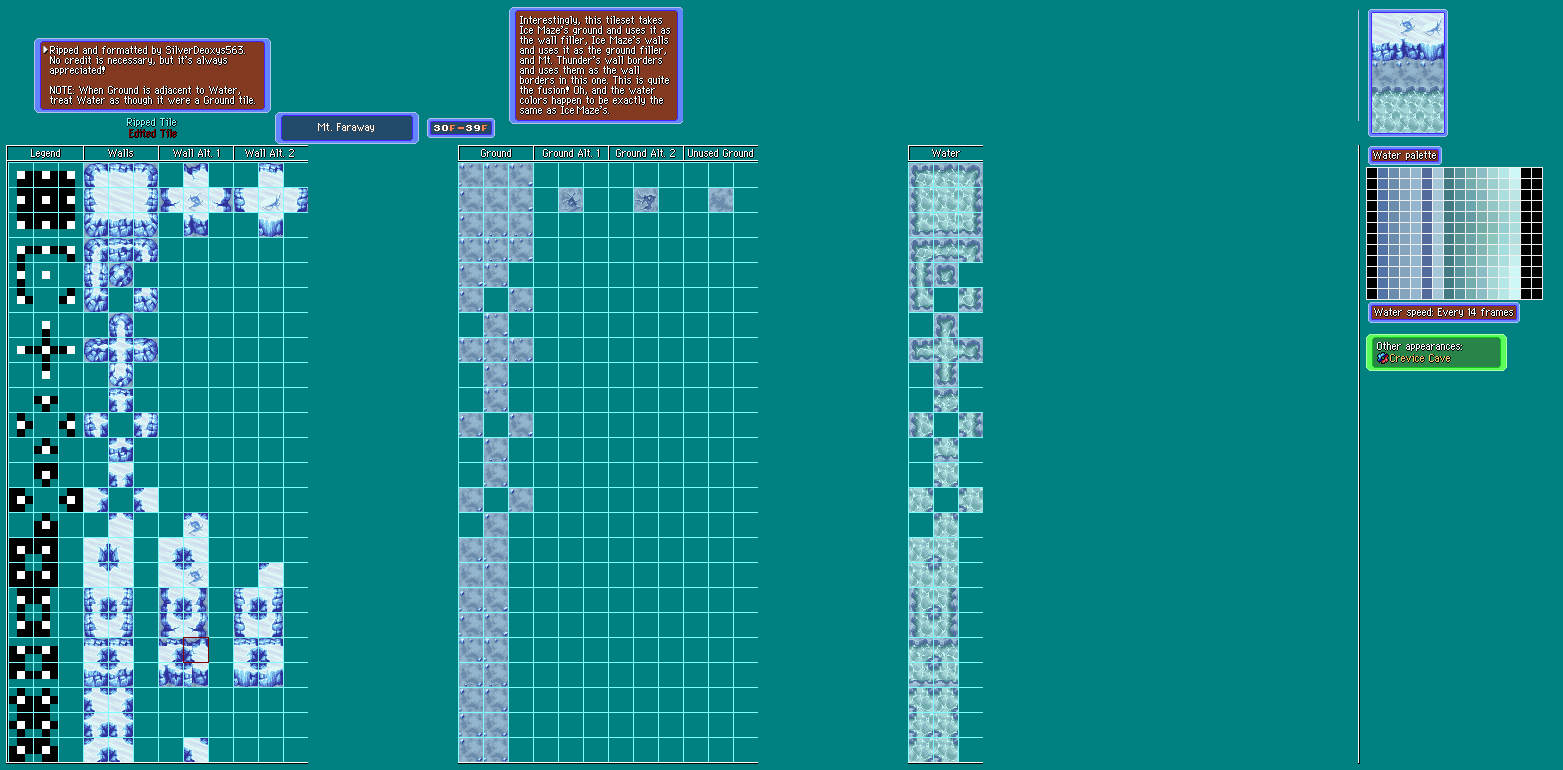 Interestingly, this tileset takes
Ice Maze's ground and uses it as
the wall filler, Ice Maze's walls
and uses it as the ground filler,
and Mt. Thunder's wall borders
and uses them as the wall
borders in this one. This is quite
the fusion! Oh, and the water
colors happen to be exactly the
same as Ice Maze's.
Ripped and formatted by SilverDeoxys563.
No credit is necessary, but it's always
appreciated!
NOTE: When Ground is adjacent to Water,
treat Water as though it were a Ground tile.
Ripped Tile
Edited Tile
Mt. Faraway
30F-39F
Legend
Walls
Wall Alt. 1
Wall Alt. 2
Ground
Ground Alt. 1
Ground Alt. 2
Unused Ground
Water
Water palette
Water speed: Every 14 frames
Other appearances:
Crevice Cave